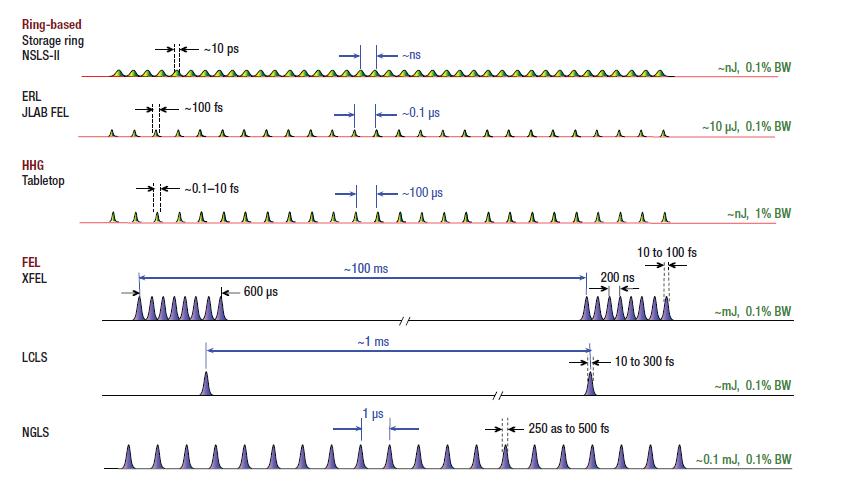 Ring-based
Storage ring
NSLS-II
~10 ps
~ns
~nJ, 0.1% BW
ERL
JLAB FEL
~100 fs
~0.1 µs
~10 µJ, 0.1% BW
HHG
Tabletop
~0.1–10 fs
~100 µs
~nJ, 1% BW
FEL
XFEL
~100 ms
600 µs
200 ns
10 to 100 fs
~mJ, 0.1% BW
LCLS
~1 ms
10 to 300 fs
~mJ, 0.1% BW
NGLS
1 µs
250 as to 500 fs
~0.1 mJ, 0.1% BW